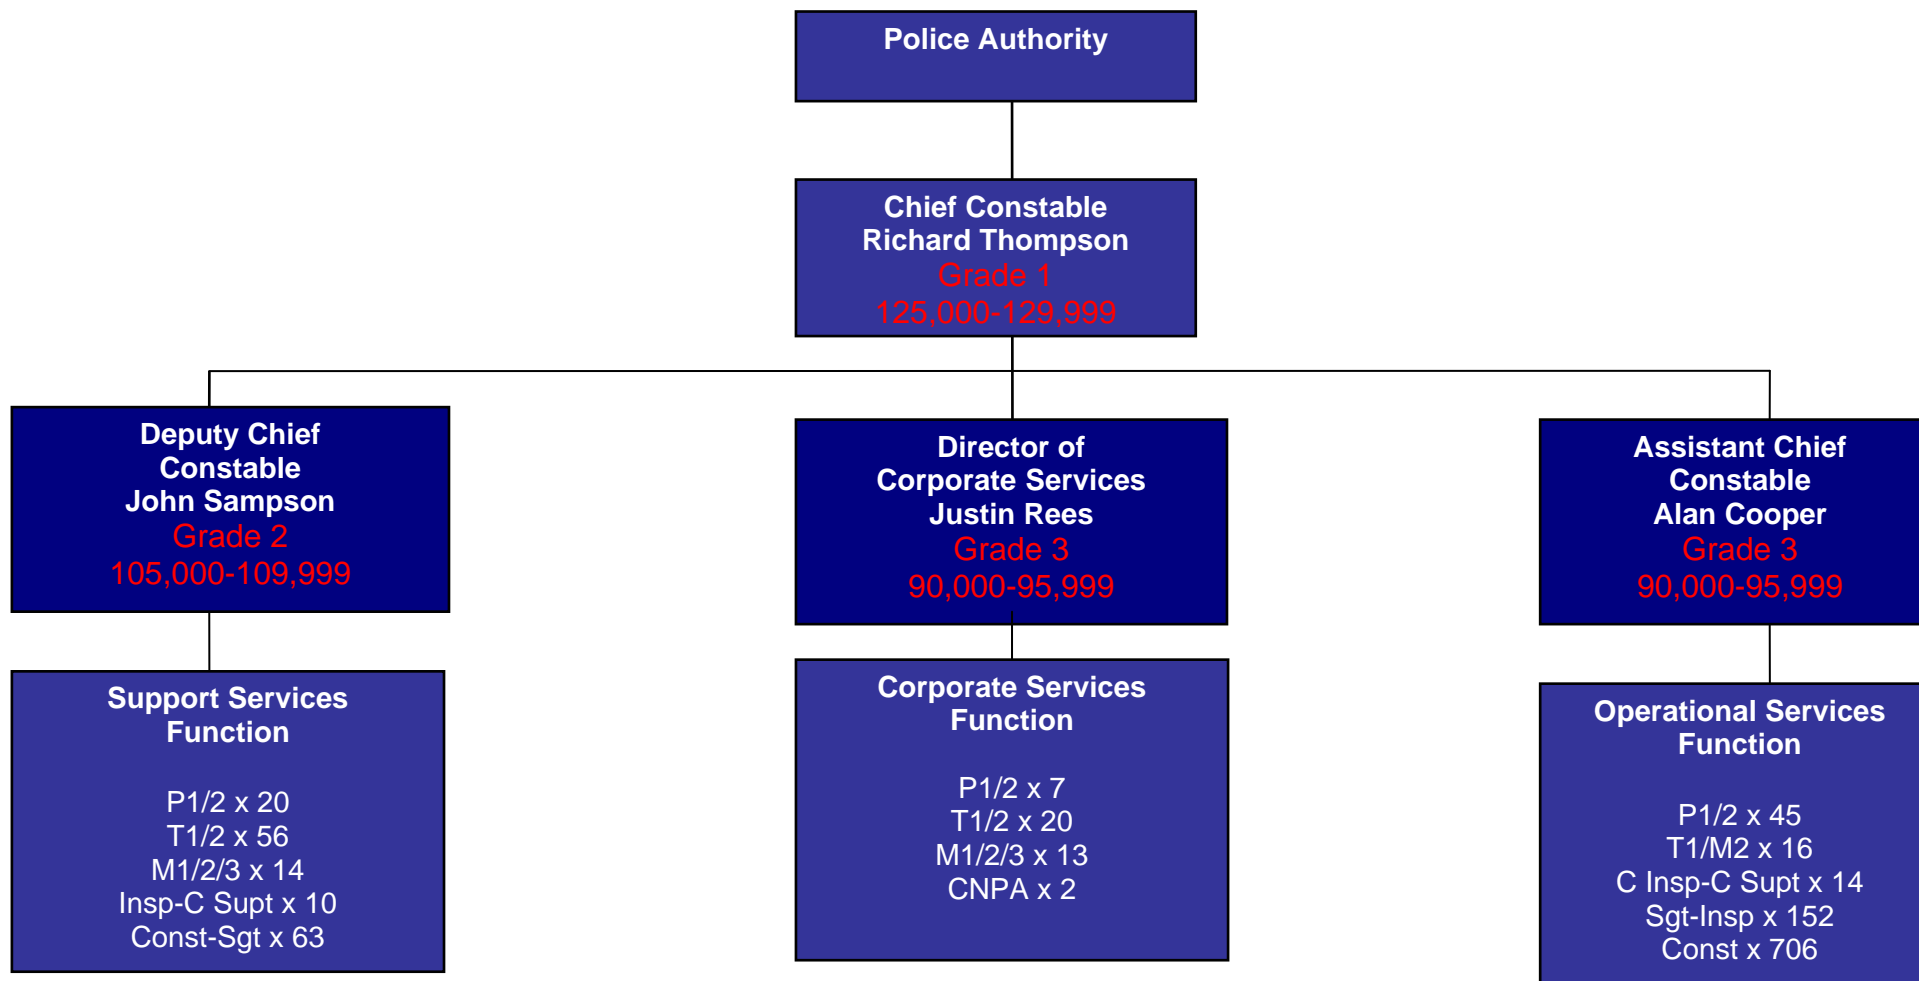 Police Authority
Chief Constable
Richard Thompson
Grade 1
125,000-129,999
Deputy Chief
Constable
John Sampson
Grade 2
105,000-109,999
Director of
Corporate Services
Justin Rees
Grade 3
90,000-95,999
Assistant Chief
Constable
Alan Cooper
Grade 3
90,000-95,999
Support Services
Function
P1/2 x 20
T1/2 x 56
M1/2/3 x 14
Insp-C Supt x 10
Const-Sgt x 63
Corporate Services
Function
P1/2 x 7
T1/2 x 20
M1/2/3 x 13
CNPA x 2
Operational Services
Function
P1/2 x 45
T1/M2 x 16
C Insp-C Supt x 14
Sgt-Insp x 152
Const x 706